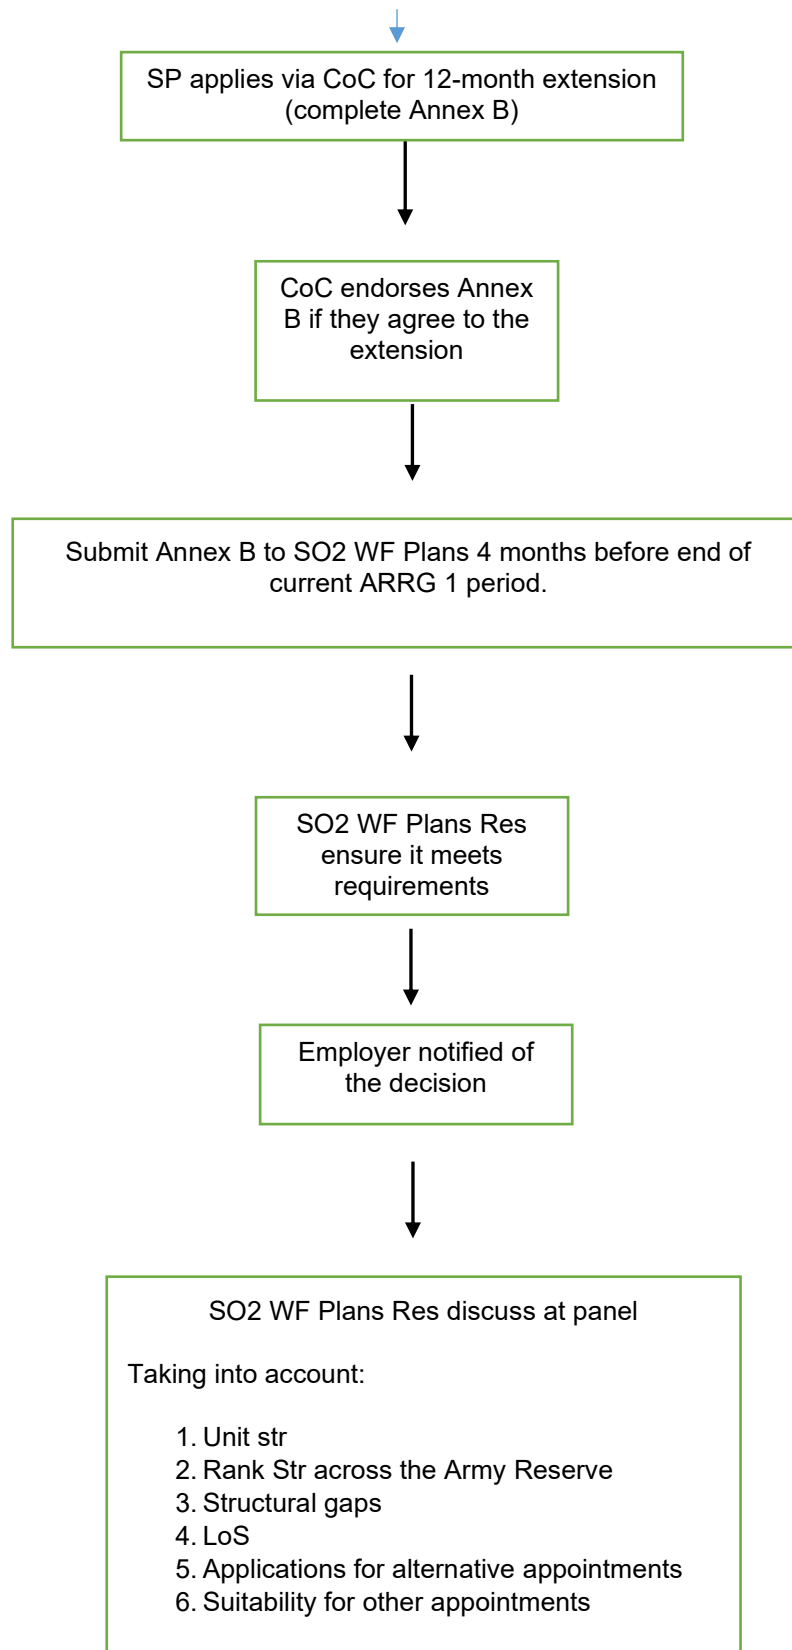 SP applies via CoC for 12-month extension
(complete Annex B)
CoC endorses Annex
B if they agree to the
extension
Submit Annex B to SO2 WF Plans 4 months before end of
current ARRG 1 period.
SO2 WF Plans Res
ensure it meets
requirements
Employer notified of
the decision
SO2 WF Plans Res discuss at panel
Taking into account:
1. Unit str
2. Rank Str across the Army Reserve
3. Structural gaps
4. LoS
5. Applications for alternative appointments
6. Suitability for other appointments